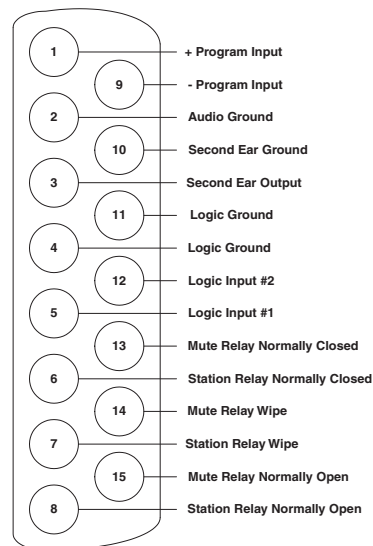 1 + Program Input
9 - Program Input
2 Audio Ground
10 Second Ear Ground
3 Second Ear Output
11 Logic Ground
4 Logic Ground
12 Logic Input #2
5 Logic Input #1
13 Mute Relay Normally Closed
6 Station Relay Normally Closed
14 Mute Relay Wipe
7 Station Relay Wipe
15 Mute Relay Normally Open
8 Station Relay Normally Open